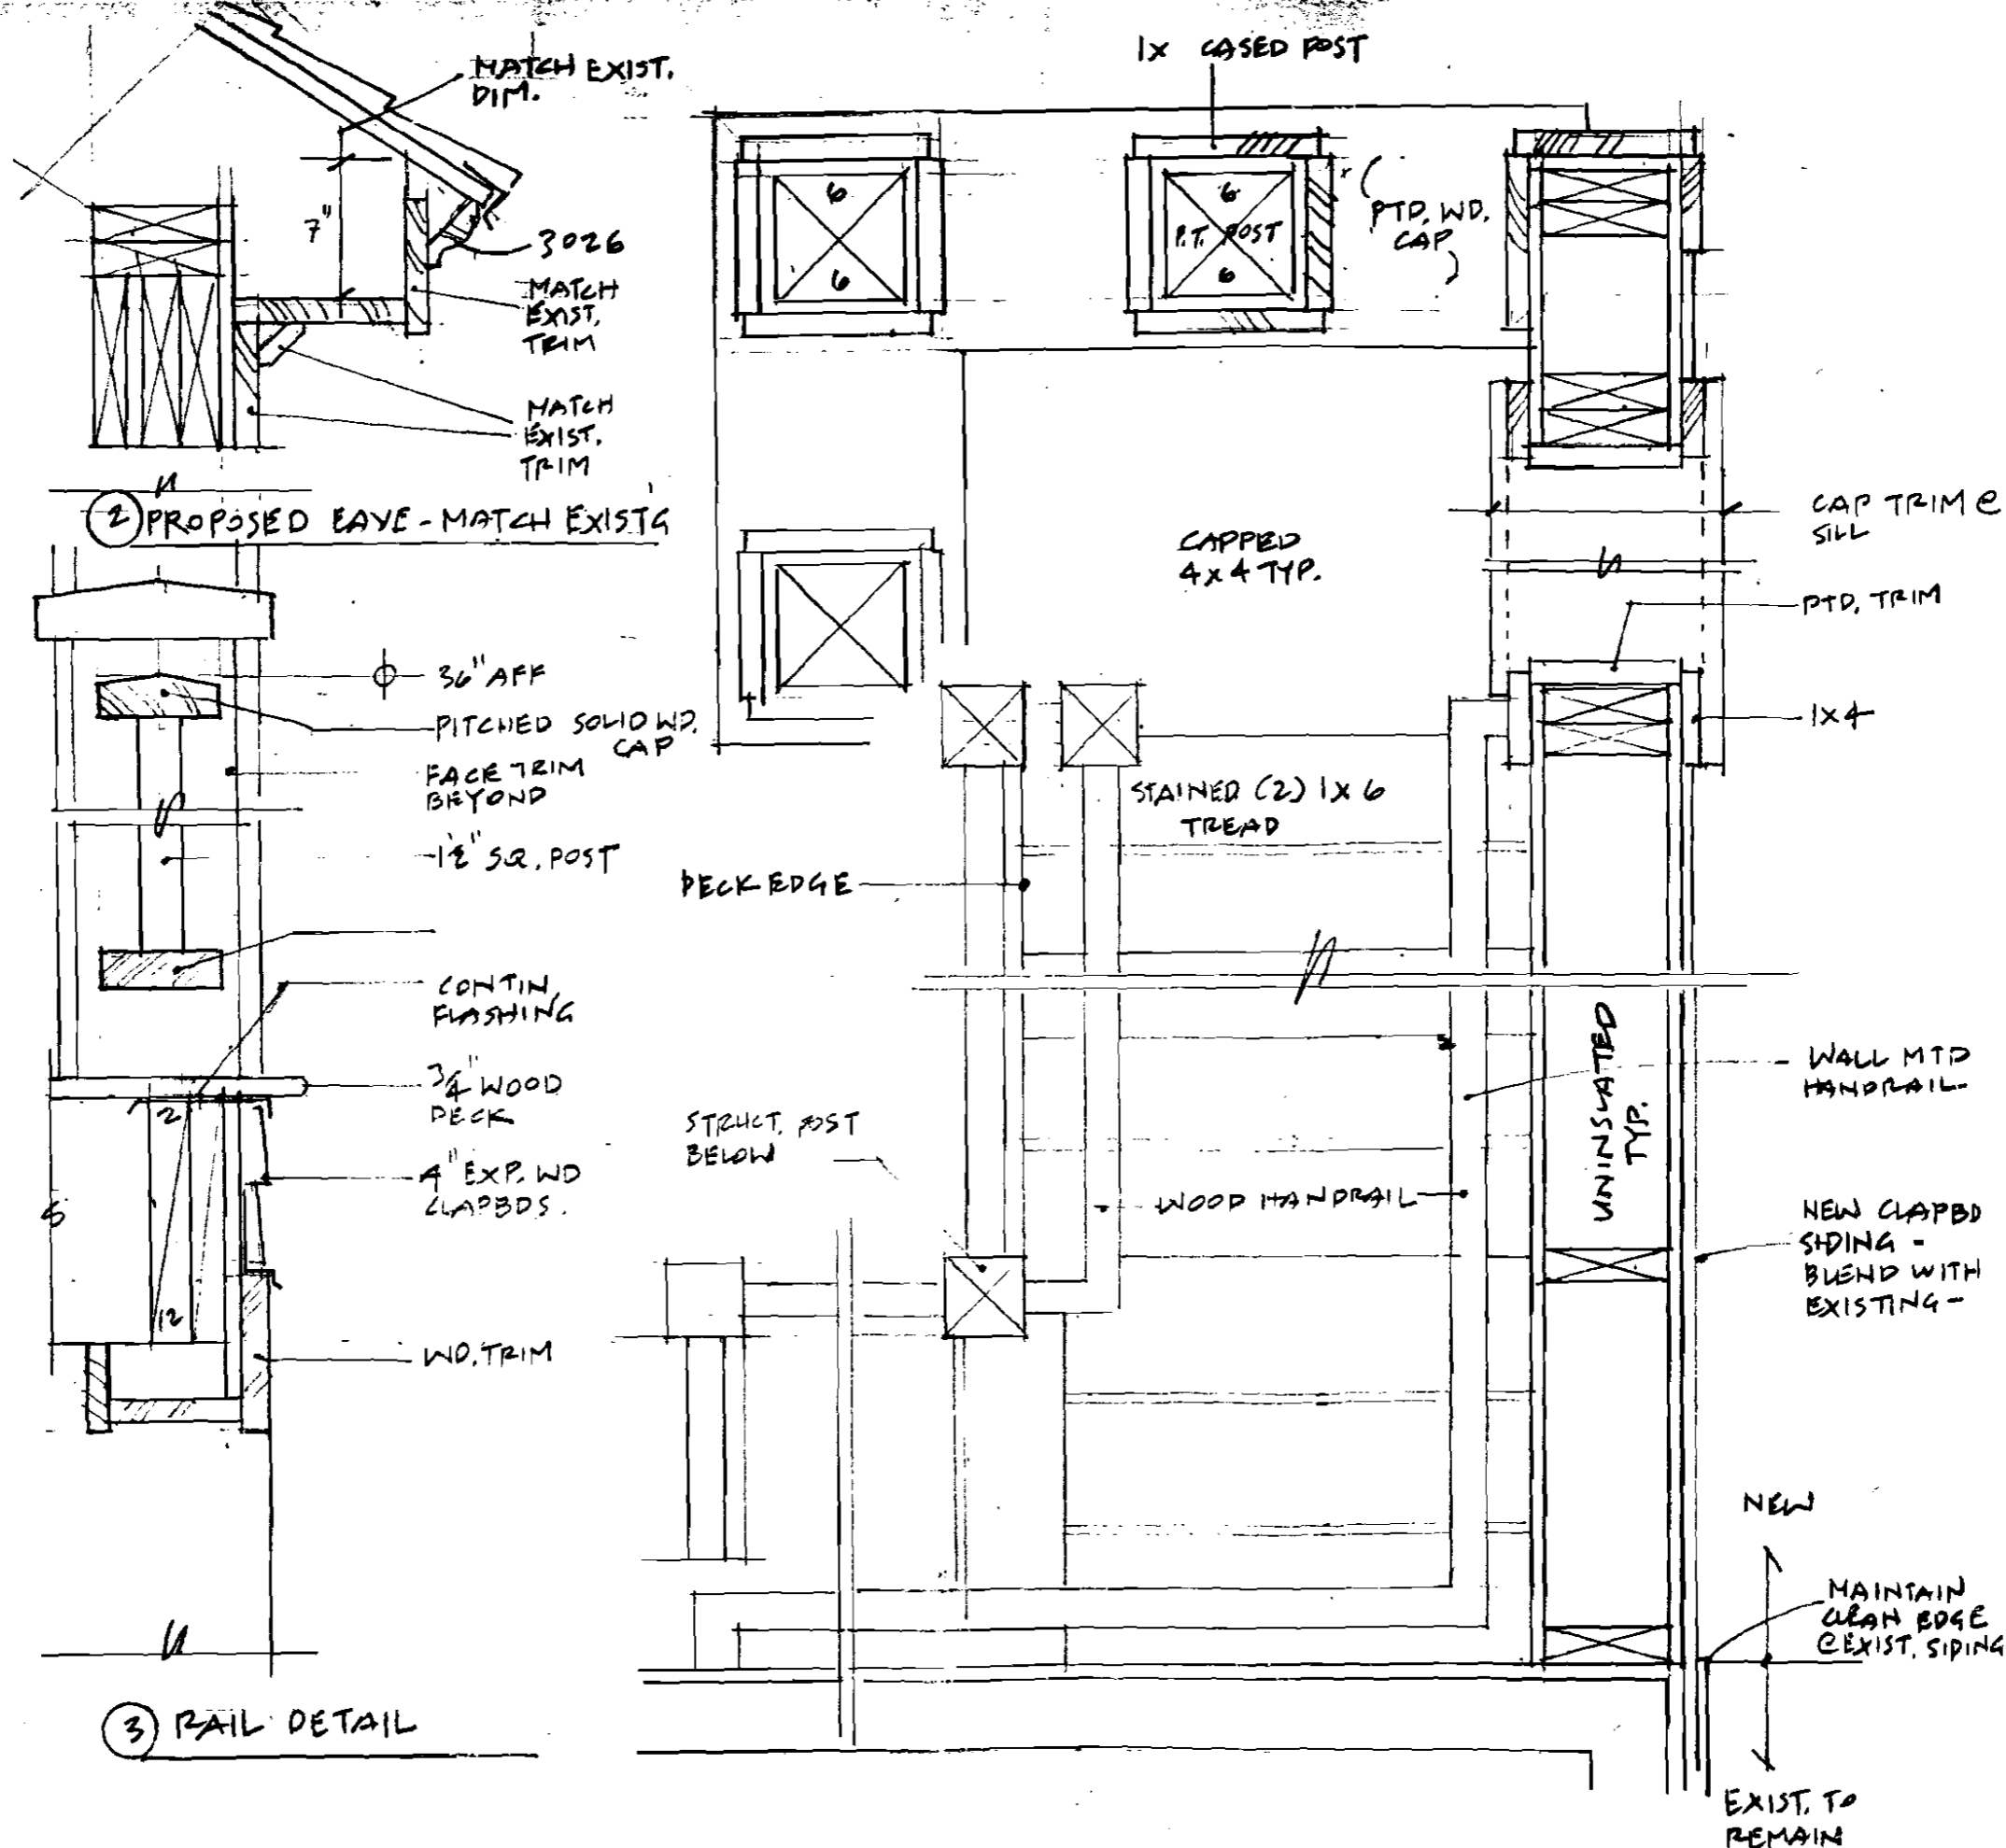 MATCH EXIST.
DIM.
7"
3026
MATCH
EXIST.
TRIM
MATCH
EXIST.
TRIM
2 PROPOSED EAVE - MATCH EXISTG
36" AFF
PITCHED SOLID WD.
CAP
FACE TRIM
BEYOND
1½" SQ. POST
CONTIN.
FLASHING
3/4" WOOD
DECK
2
4" EXP. WD
CLAPBDS.
12
WD. TRIM
3 RAIL DETAIL
1x CASED POST
6
6
6
P.T. POST
6
(PTD. WD.
CAP)
CAPPED
4x4 TYP.
CAP TRIM @
SILL
PTD. TRIM
1x4
STAINED (2) 1x6
TREAD
DECK EDGE
UNINSLATED
TYP.
WALL MTD
HANDRAIL-
STRUCT. POST
BELOW
WOOD HANDRAIL
NEW CLAPBD
SIDING -
BLEND WITH
EXISTING -
NEW
MAINTAIN
CLEAN EDGE
@ EXIST. SIDING
EXIST. TO
REMAIN